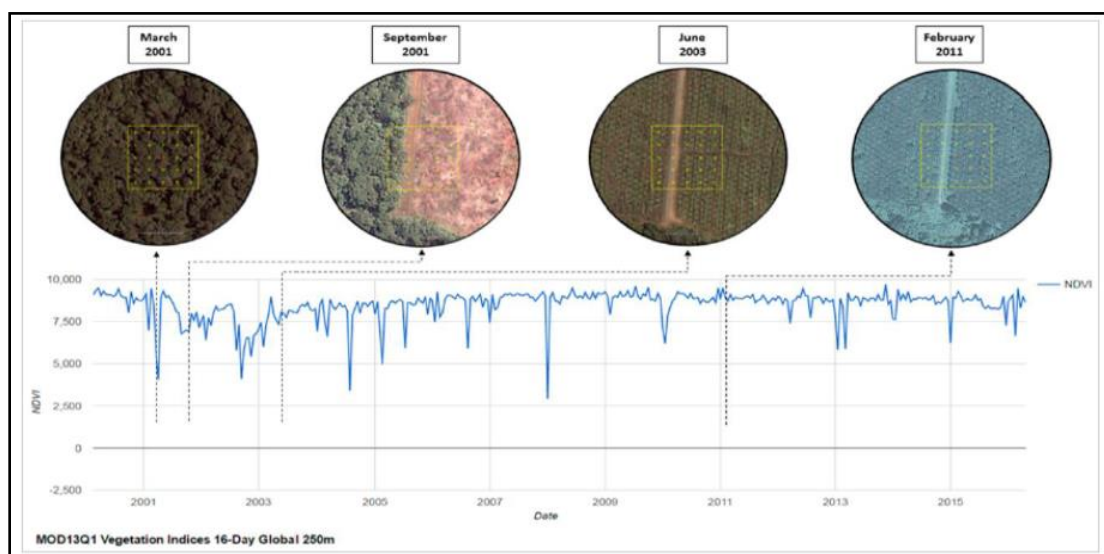 March
2001
September
2001
June
2003
February
2011
10,000
7,500
5,000
2,500
0
-2,500
NDVI
NDVI
2001
2003
2005
2007
2009
2011
2013
2015
Date
MOD13Q1 Vegetation Indices 16-Day Global 250m